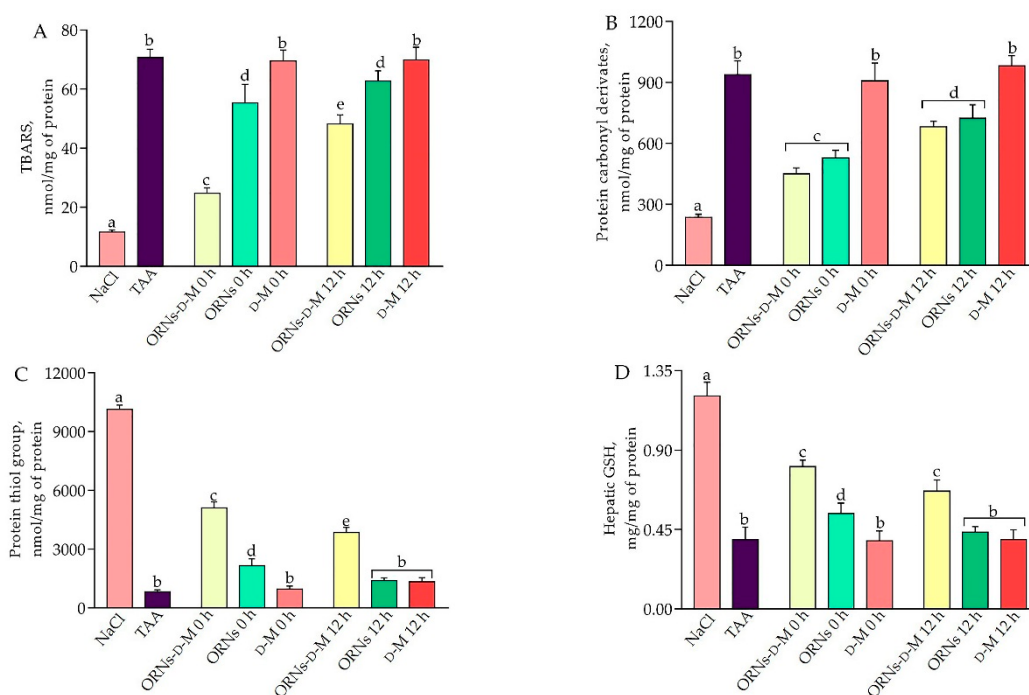 A
TBARS,
nmol/mg of protein
80
60
40
20
0
a
b
c
d
b
e
d
b
NaCl
TAA
ORNs-D-M 0 h
ORNs 0 h
D-M 0 h
ORNs-D-M 12 h
ORNs 12 h
D-M 12 h
B
Protein carbonyl derivates,
nmol/mg of protein
1200
900
600
300
0
a
b
c
b
d
b
NaCl
TAA
ORNs-D-M 0 h
ORNs 0 h
D-M 0 h
ORNs-D-M 12 h
ORNs 12 h
D-M 12 h
C
Protein thiol group,
nmol/mg of protein
12000
9000
6000
3000
0
a
b
c
d
b
e
b
NaCl
TAA
ORNs-D-M 0 h
ORNs 0 h
D-M 0 h
ORNs-D-M 12 h
ORNs 12 h
D-M 12 h
D
Hepatic GSH,
mg/mg of protein
1.35
0.90
0.45
0.00
a
b
c
d
b
c
b
NaCl
TAA
ORNs-D-M 0 h
ORNs 0 h
D-M 0 h
ORNs-D-M 12 h
ORNs 12 h
D-M 12 h